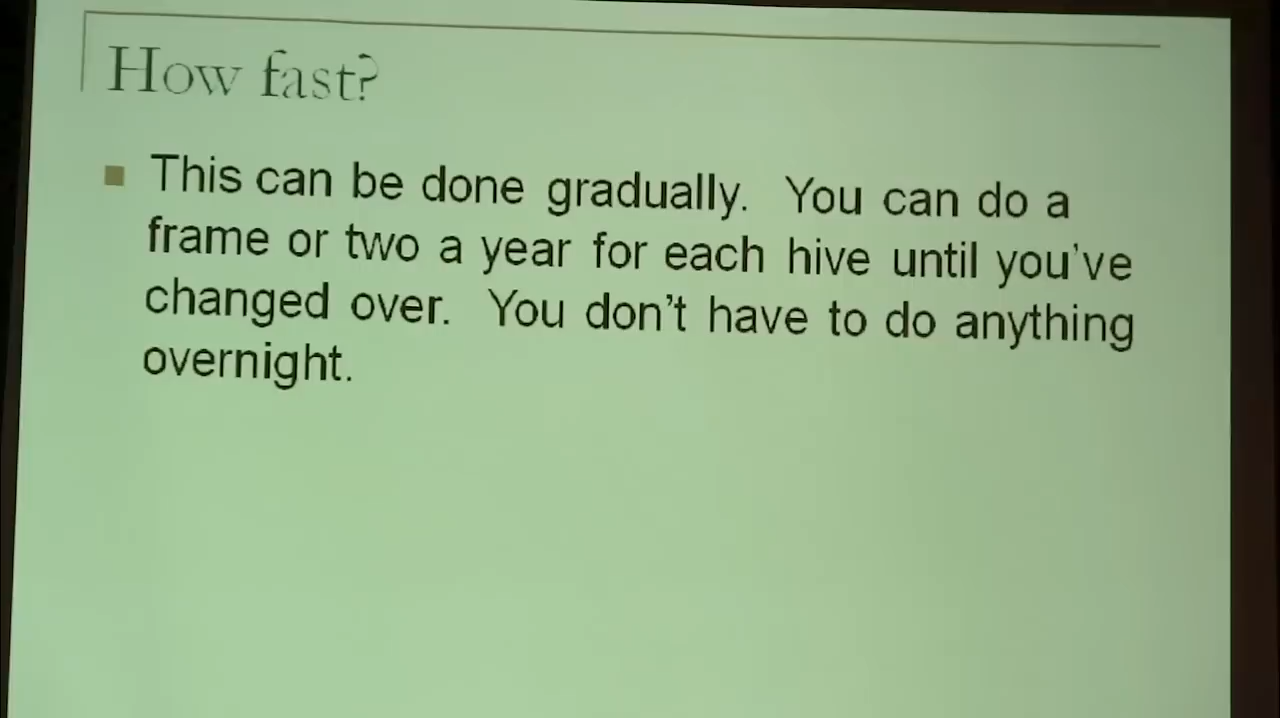 How fast?
This can be done gradually. You can do a
frame or two a year for each hive until you've
changed over. You don't have to do anything
overnight.